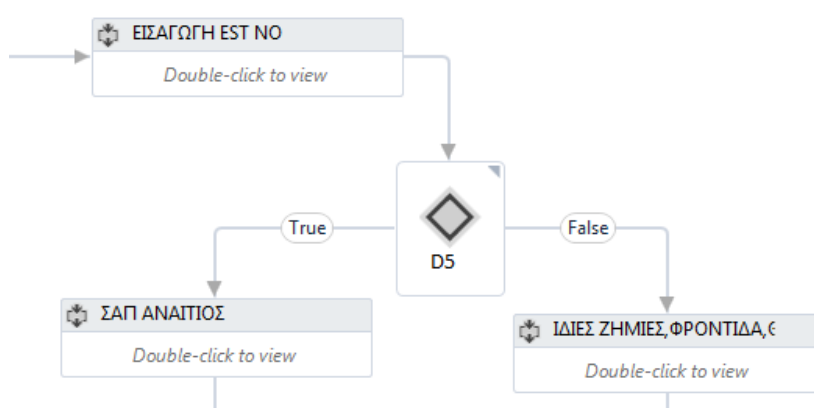 ΕΙΣΑΓΩΓΗ EST NO
Double-click to view
True
False
D5
ΣΑΠ ΑΝΑΙΤΙΟΣ
Double-click to view
ΙΔΙΕΣ ΖΗΜΙΕΣ,ΦΡΟΝΤΙΔΑ,
Double-click to view